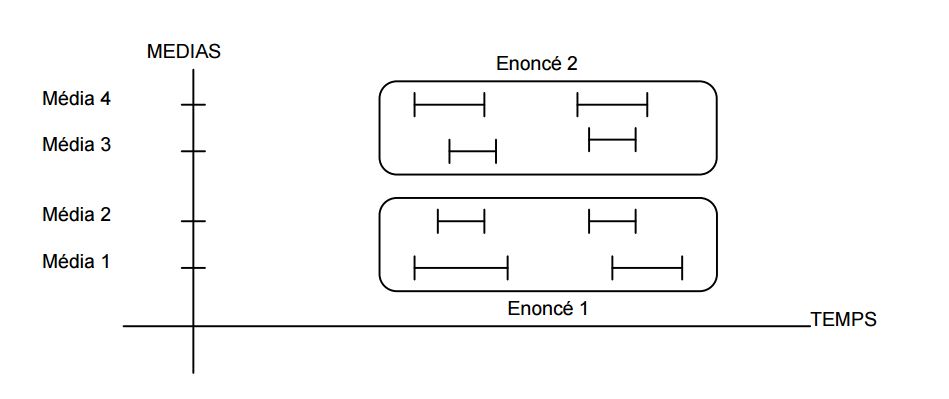 MEDIAS
Enoncé 2
Média 4
Média 3
Média 2
Média 1
Enoncé 1
TEMPS